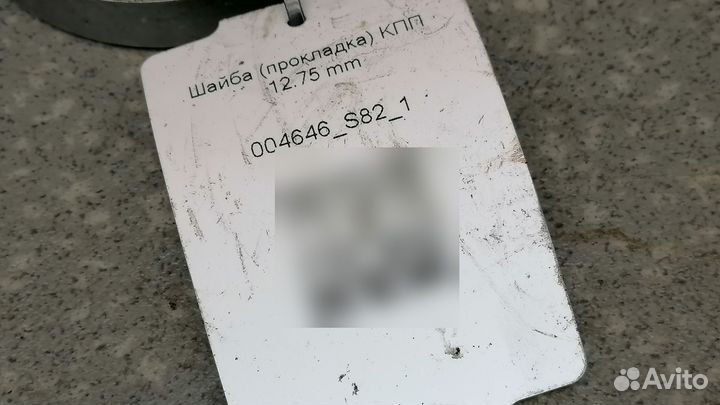 Шайба (прокладка) КПП
12.75 mm
004646_S82_1
Avito